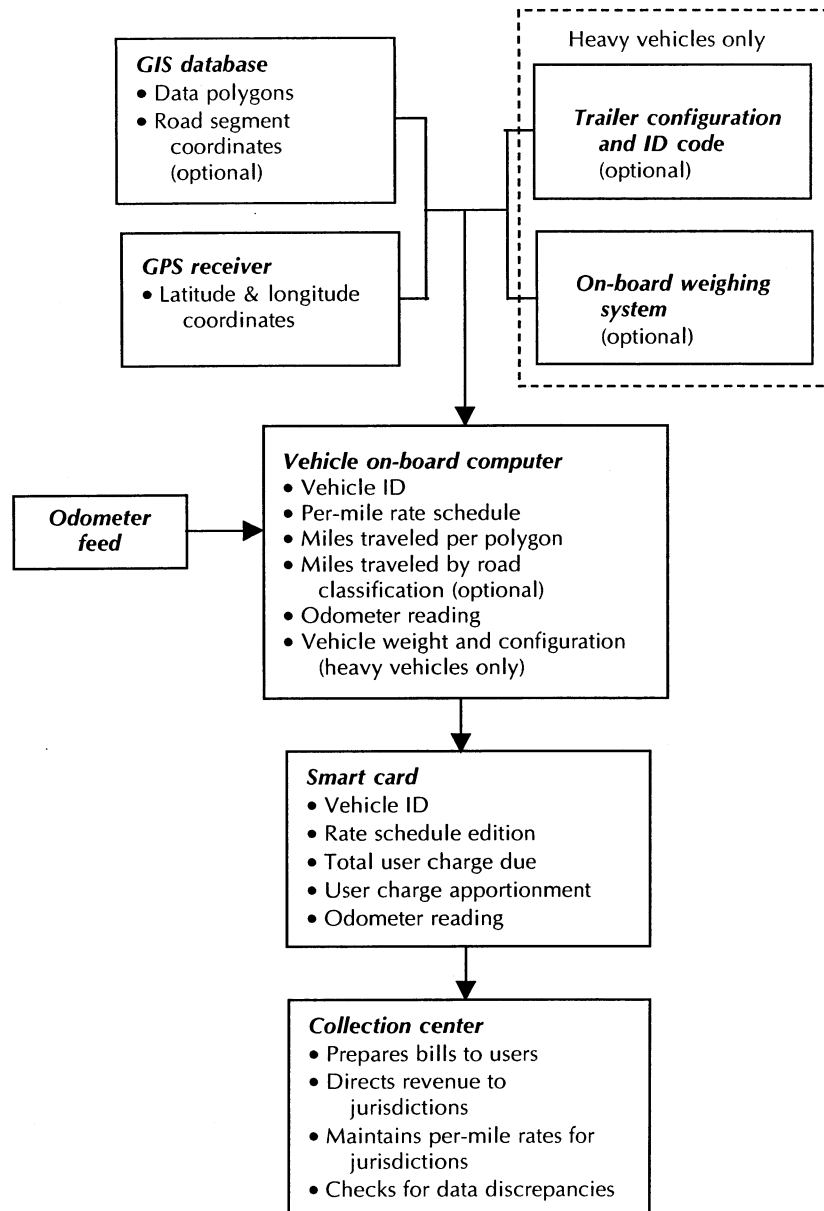 GIS database
• Data polygons
• Road segment
coordinates
(optional)
GPS receiver
• Latitude & longitude
coordinates
Heavy vehicles only
Trailer configuration
and ID code
(optional)
On-board weighing
system
(optional)
Odometer
feed
Vehicle on-board computer
• Vehicle ID
• Per-mile rate schedule
• Miles traveled per polygon
• Miles traveled by road
classification (optional)
• Odometer reading
• Vehicle weight and configuration
(heavy vehicles only)
Smart card
• Vehicle ID
• Rate schedule edition
• Total user charge due
• User charge apportionment
• Odometer reading
Collection center
• Prepares bills to users
• Directs revenue to
jurisdictions
• Maintains per-mile rates for
jurisdictions
• Checks for data discrepancies